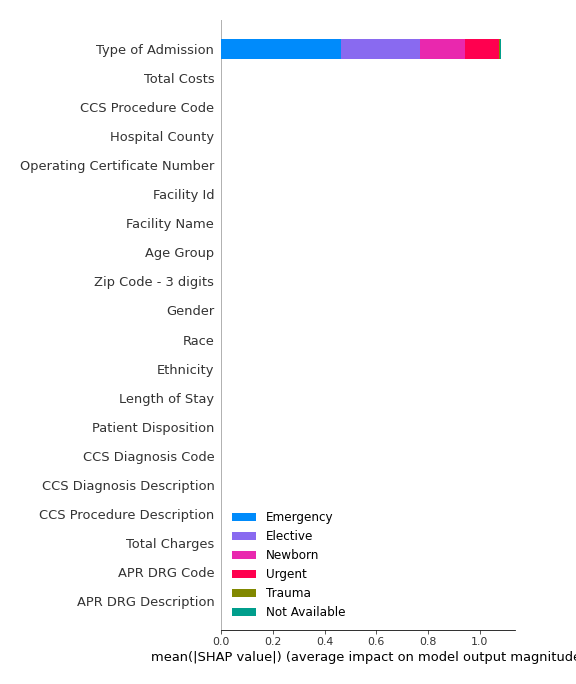 Type of Admission
Total Costs
CCS Procedure Code
Hospital County
Operating Certificate Number
Facility Id
Facility Name
Age Group
Zip Code - 3 digits
Gender
Race
Ethnicity
Length of Stay
Patient Disposition
CCS Diagnosis Code
CCS Diagnosis Description
CCS Procedure Description
Total Charges
APR DRG Code
APR DRG Description
Emergency
Elective
Newborn
Urgent
Trauma
Not Available
0.0 0.2 0.4 0.6 0.8 1.0
mean(|SHAP value|) (average impact on model output magnitude